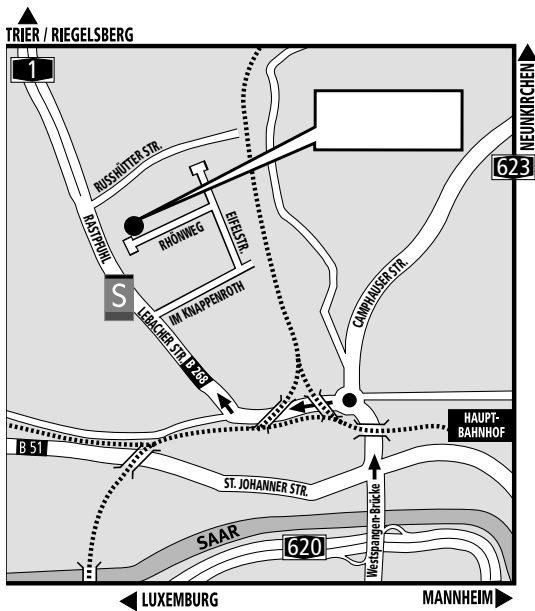 TRIER / RIEGELSBERG
1
NEUNKIRCHEN
623
RUSSHÜTTER STR.
RASTPFUHL
RHÖNWEG
EIFELSTR.
S
IM KNAPPENROTH
LEBACHER STR.
B 268
CAMPHAUSER STR.
HAUPT-
BAHNHOF
B 51
ST. JOHANNER STR.
Westspangen-Brücke
SAAR
620
LUXEMBURG
MANNHEIM